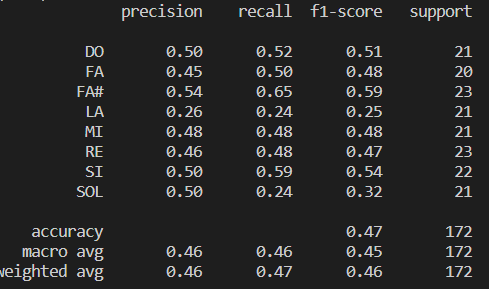 precision recall f1-score support
DO 0.50 0.52 0.51 21
FA 0.45 0.50 0.48 20
FA# 0.54 0.65 0.59 23
LA 0.26 0.24 0.25 21
MI 0.48 0.48 0.48 21
RE 0.46 0.48 0.47 23
SI 0.50 0.59 0.54 22
SOL 0.50 0.24 0.32 21
accuracy 0.47 172
macro avg 0.46 0.46 0.45 172
weighted avg 0.46 0.47 0.46 172